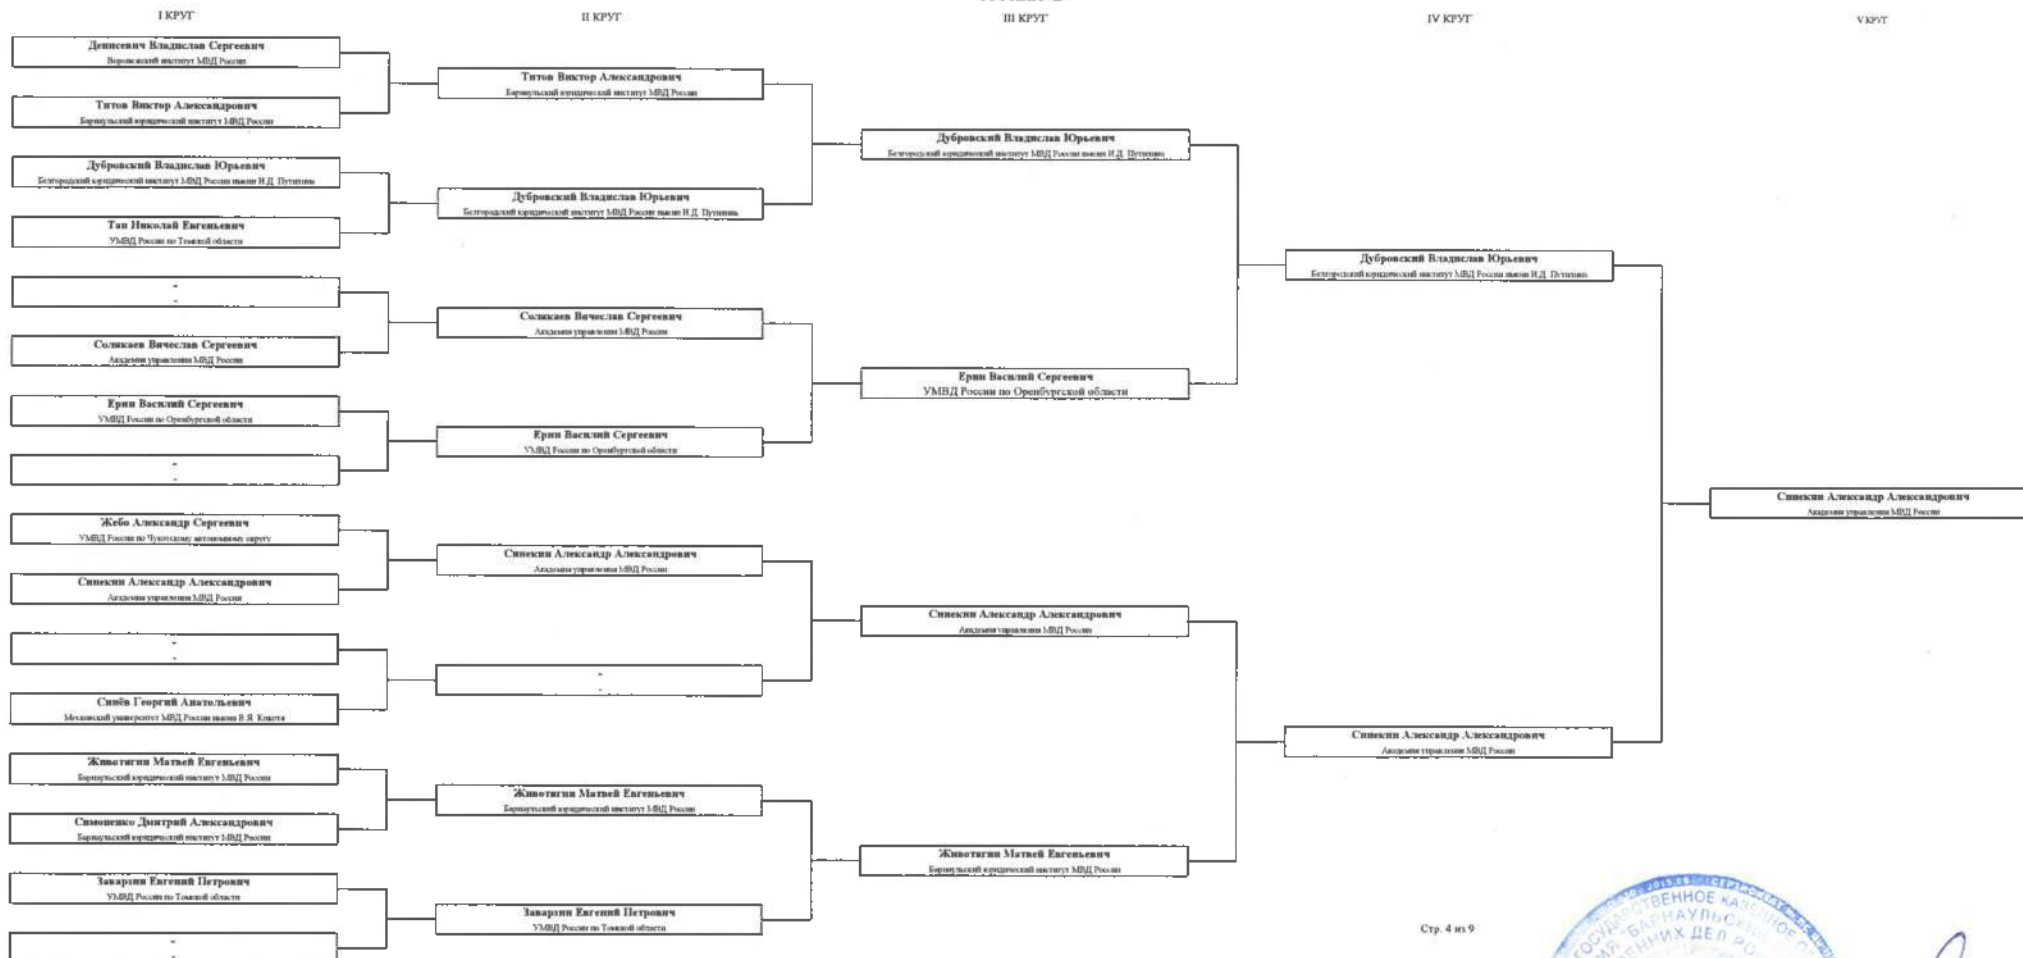 I КРУГ
II КРУГ
III КРУГ
IV КРУГ
V КРУГ
Денисевич Владислав Сергеевич
Воронежский институт МВД России
Титов Виктор Александрович
Барнаульский юридический институт МВД России
Дубровский Владислав Юрьевич
Белгородский юридический институт МВД России имени И.Д. Путилина
Тан Николай Евгеньевич
УМВД России по Томской области
-
-
Соликаев Вячеслав Сергеевич
Академия управления МВД России
Ерин Василий Сергеевич
УМВД России по Оренбургской области
-
-
Жебо Александр Сергеевич
УМВД России по Чукотскому автономному округу
Синекин Александр Александрович
Академия управления МВД России
-
-
Синёв Георгий Анатольевич
Московский университет МВД России имени В.Я. Кикотя
Животягин Матвей Евгеньевич
Барнаульский юридический институт МВД России
Симоненко Дмитрий Александрович
Барнаульский юридический институт МВД России
Заварзин Евгений Петрович
УМВД России по Томской области
-
-
Титов Виктор Александрович
Барнаульский юридический институт МВД России
Дубровский Владислав Юрьевич
Белгородский юридический институт МВД России имени И.Д. Путилина
Соликаев Вячеслав Сергеевич
Академия управления МВД России
Ерин Василий Сергеевич
УМВД России по Оренбургской области
Синекин Александр Александрович
Академия управления МВД России
-
-
Животягин Матвей Евгеньевич
Барнаульский юридический институт МВД России
Заварзин Евгений Петрович
УМВД России по Томской области
Дубровский Владислав Юрьевич
Белгородский юридический институт МВД России имени И.Д. Путилина
Ерин Василий Сергеевич
УМВД России по Оренбургской области
Синекин Александр Александрович
Академия управления МВД России
Животягин Матвей Евгеньевич
Барнаульский юридический институт МВД России
Дубровский Владислав Юрьевич
Белгородский юридический институт МВД России имени И.Д. Путилина
Синекин Александр Александрович
Академия управления МВД России
Синекин Александр Александрович
Академия управления МВД России
Стр. 4 из 9